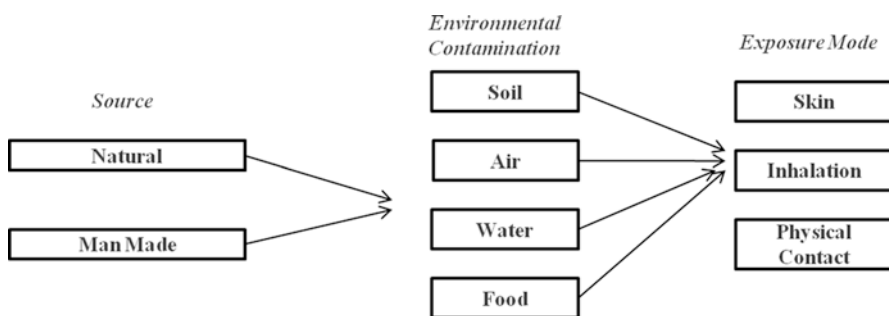 Source
Natural
Man Made
Environmental
Contamination
Soil
Air
Water
Food
Exposure Mode
Skin
Inhalation
Physical
Contact